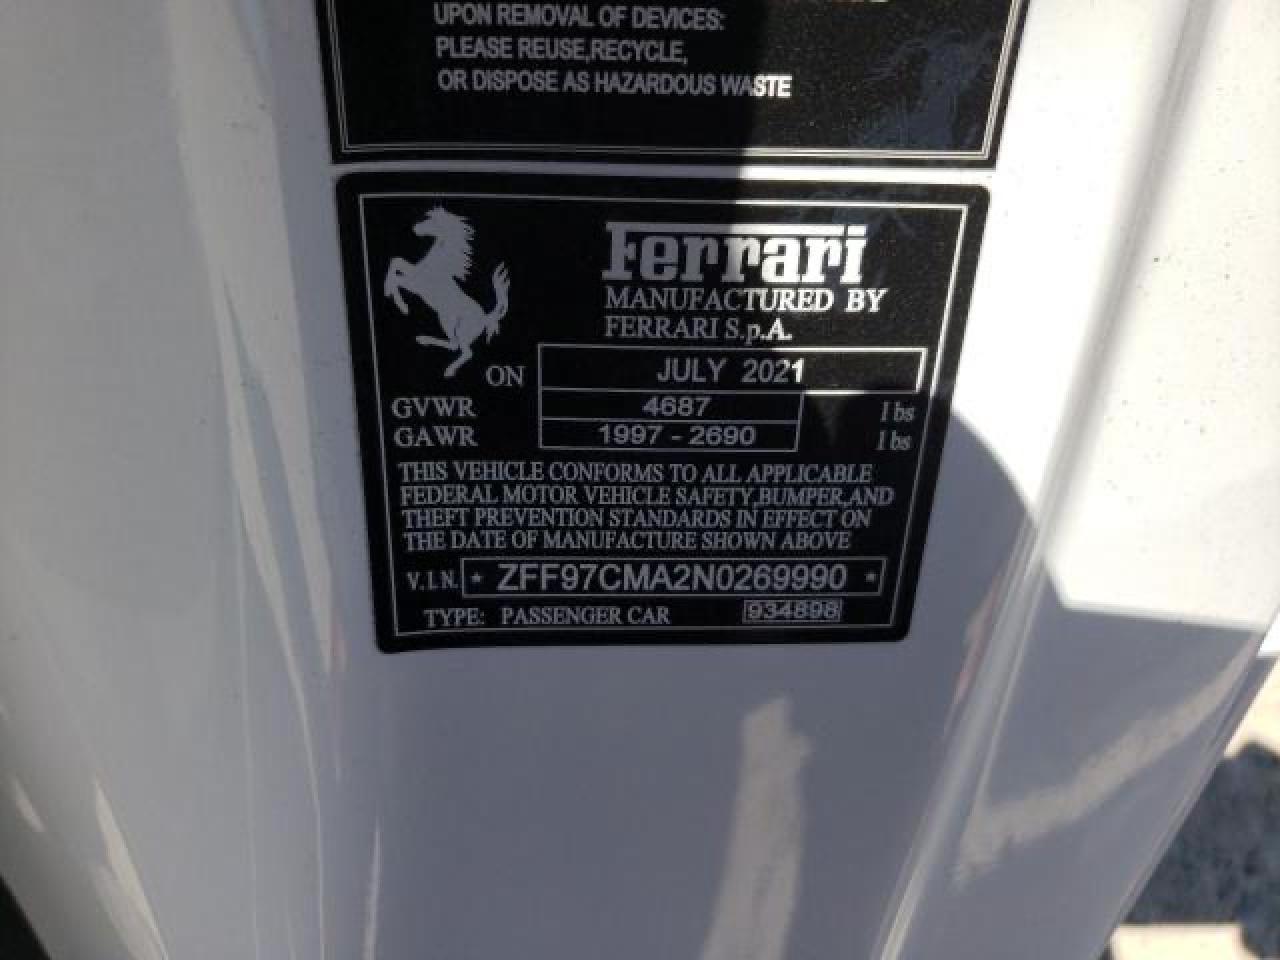 UPON REMOVAL OF DEVICES:
PLEASE REUSE,RECYCLE,
OR DISPOSE AS HAZARDOUS WASTE
Ferrari
MANUFACTURED BY
FERRARI S.p.A.
ON JULY 2021
GVWR 4687 lbs
GAWR 1997 - 2690 lbs
THIS VEHICLE CONFORMS TO ALL APPLICABLE
FEDERAL MOTOR VEHICLE SAFETY,BUMPER,AND
THEFT PREVENTION STANDARDS IN EFFECT ON
THE DATE OF MANUFACTURE SHOWN ABOVE
V.I.N. * ZFF97CMA2N0269990 *
TYPE: PASSENGER CAR 934898